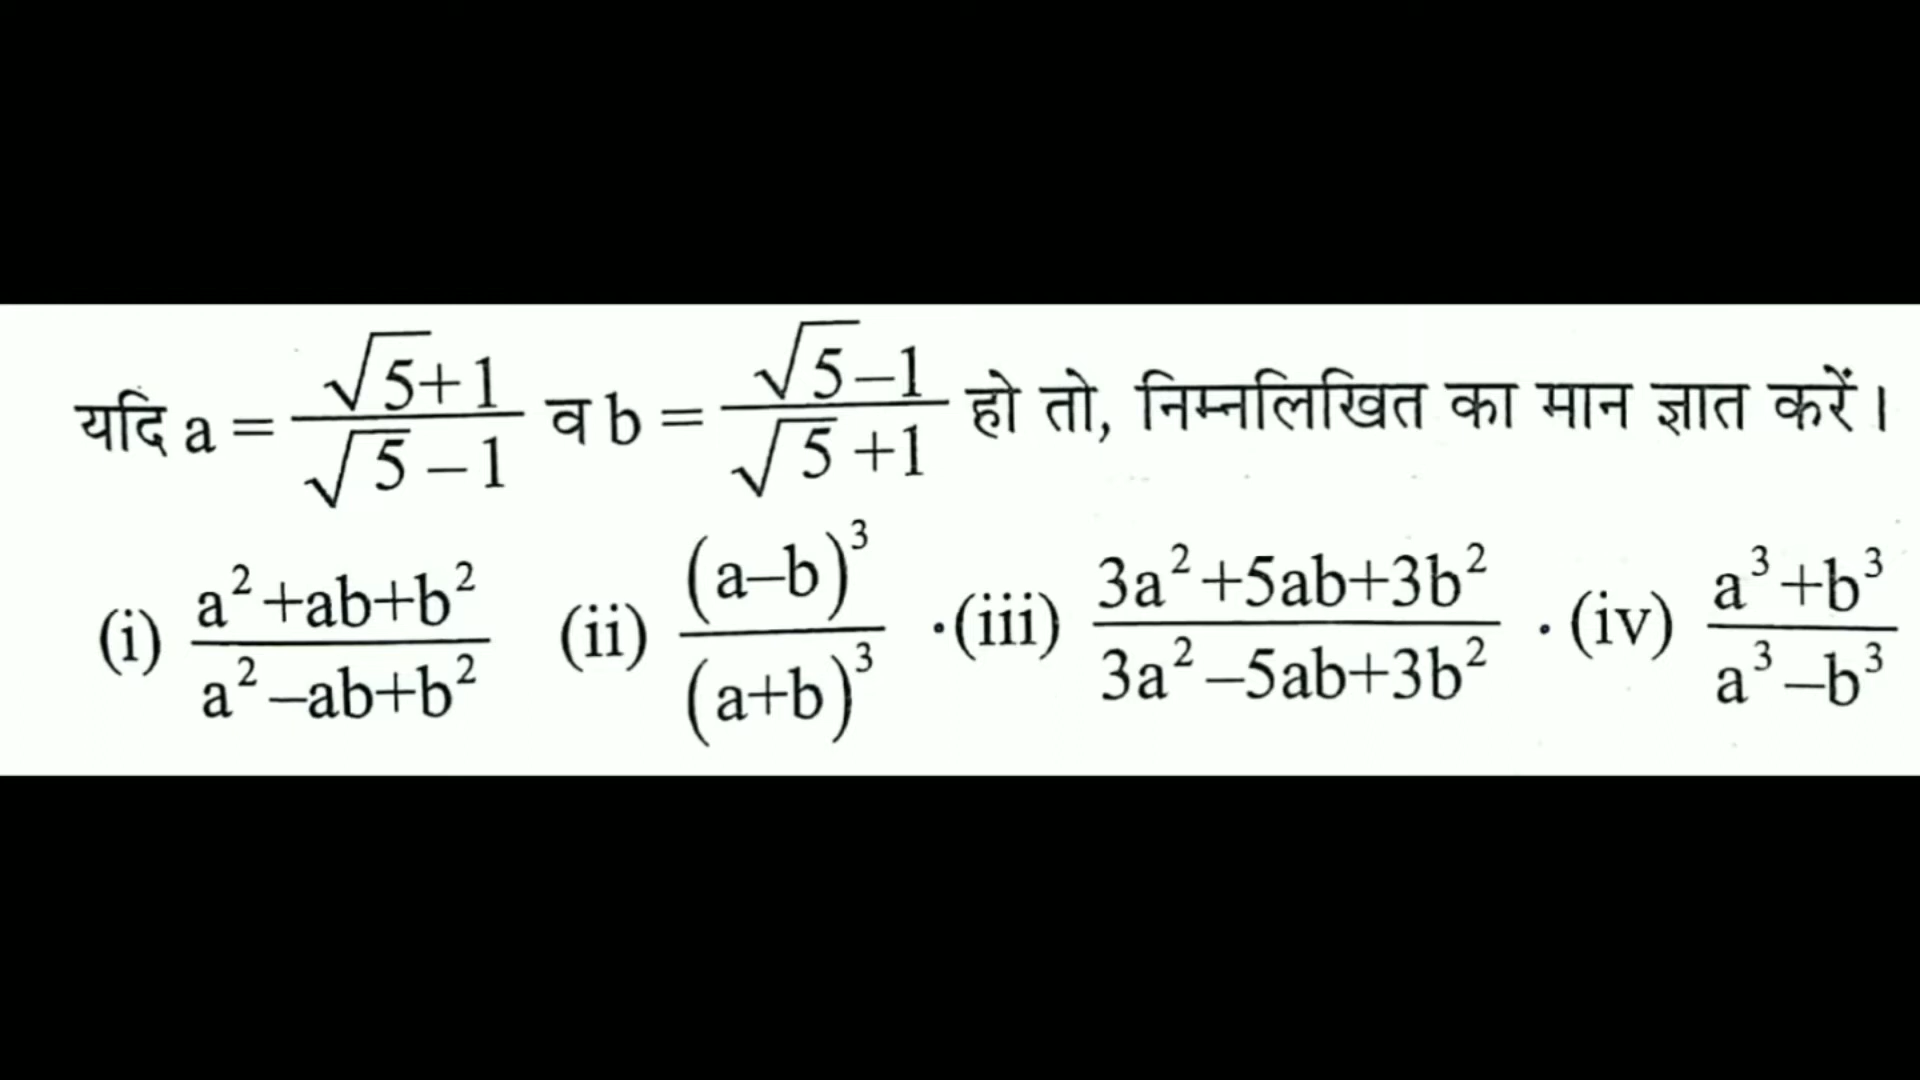 यदि a = (√5+1)/(√5−1) व b = (√5−1)/(√5+1) हो तो, निम्नलिखित का मान ज्ञात करें।
(i) (a²+ab+b²)/(a²−ab+b²) (ii) (a−b)³/(a+b)³ ·(iii) (3a²+5ab+3b²)/(3a²−5ab+3b²) ·(iv) (a³+b³)/(a³−b³)